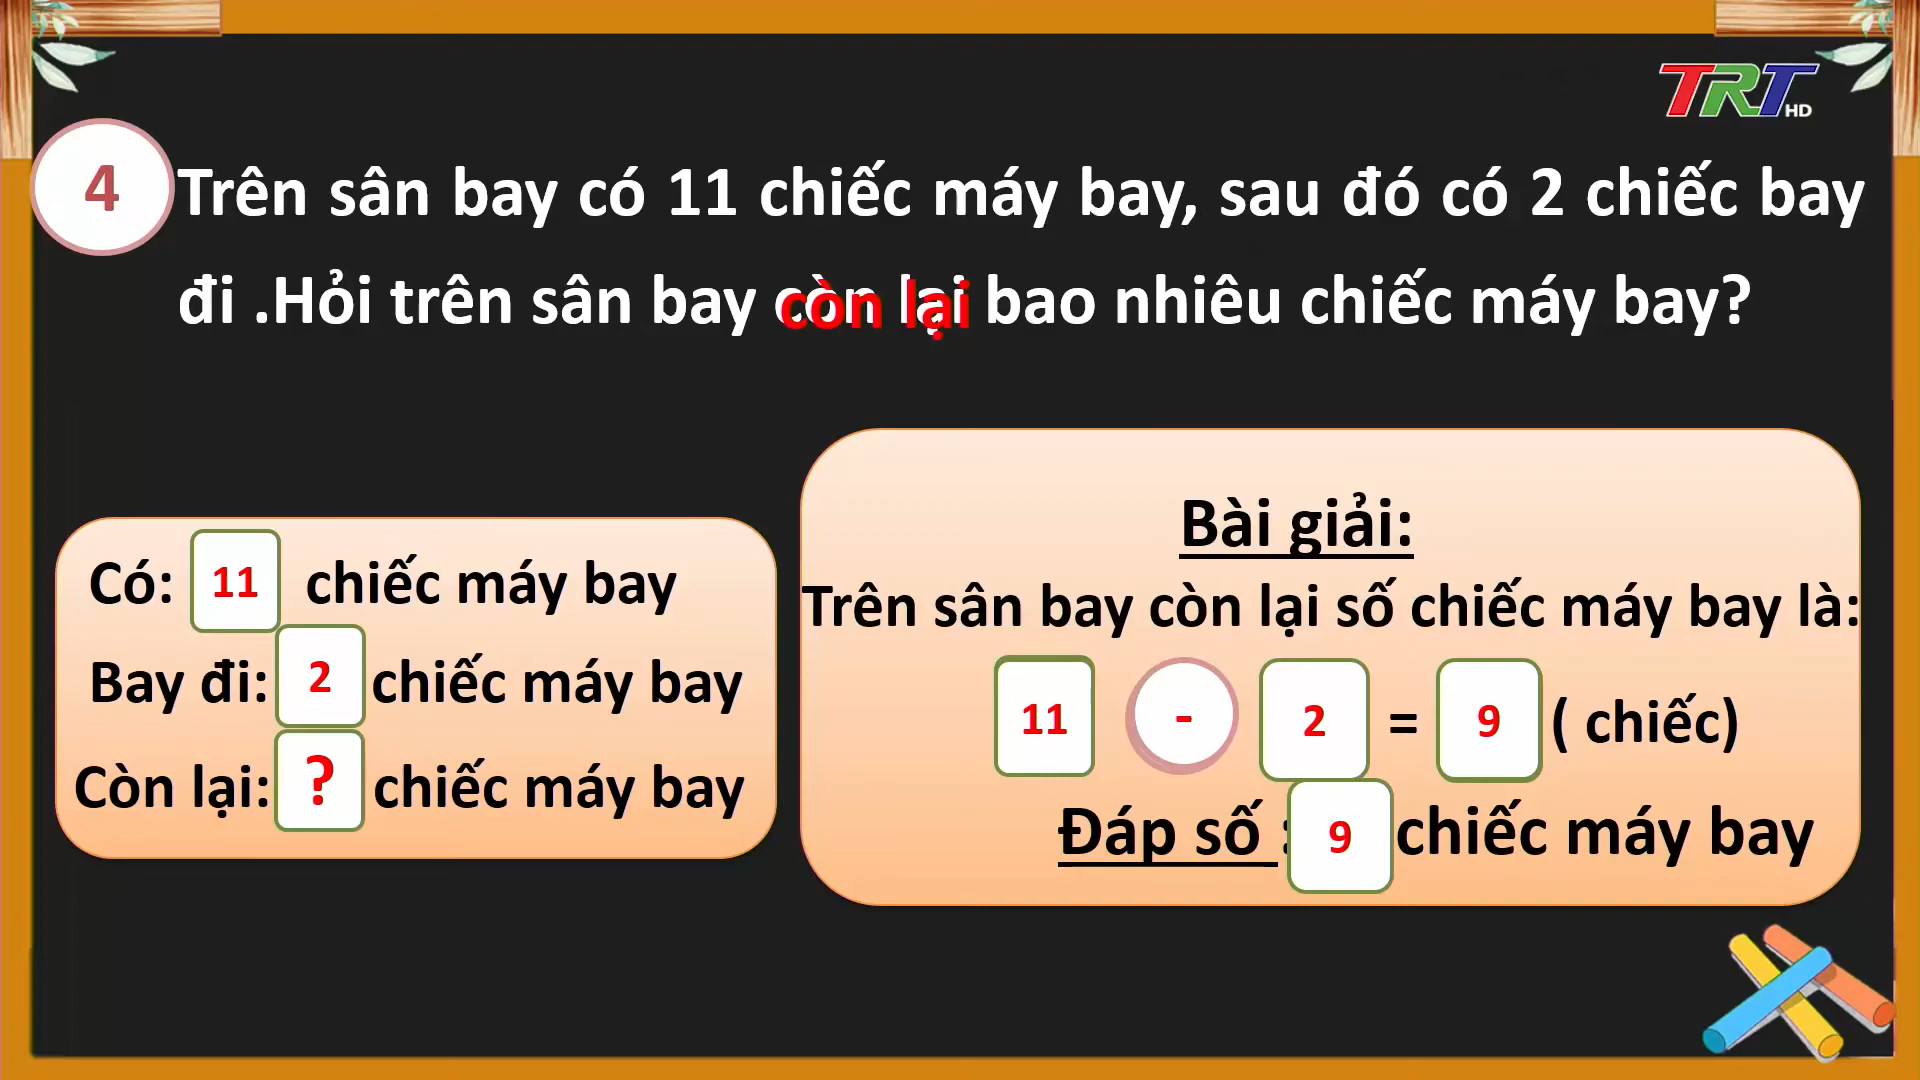 TRT HD
4
Trên sân bay có 11 chiếc máy bay, sau đó có 2 chiếc bay
đi .Hỏi trên sân bay còn lại bao nhiêu chiếc máy bay?
Có: 11 chiếc máy bay
Bay đi: 2 chiếc máy bay
Còn lại: ? chiếc máy bay
Bài giải:
Trên sân bay còn lại số chiếc máy bay là:
11 - 2 = 9 ( chiếc)
Đáp số : 9 chiếc máy bay